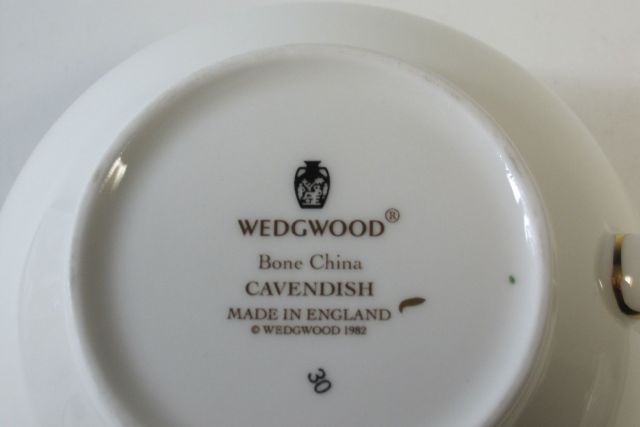 WEDGWOOD®
Bone China
CAVENDISH
MADE IN ENGLAND
© WEDGWOOD 1982
30